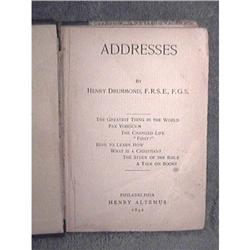 ADDRESSES
BY
HENRY DRUMMOND, F.R.S.E., F.G.S.
THE GREATEST THING IN THE WORLD
PAX VOBISCUM
THE CHANGED LIFE
"FIRST"
HOW TO LEARN HOW
WHAT IS A CHRISTIAN?
THE STUDY OF THE BIBLE
A TALK ON BOOKS
PHILADELPHIA
HENRY ALTEMUS
1892